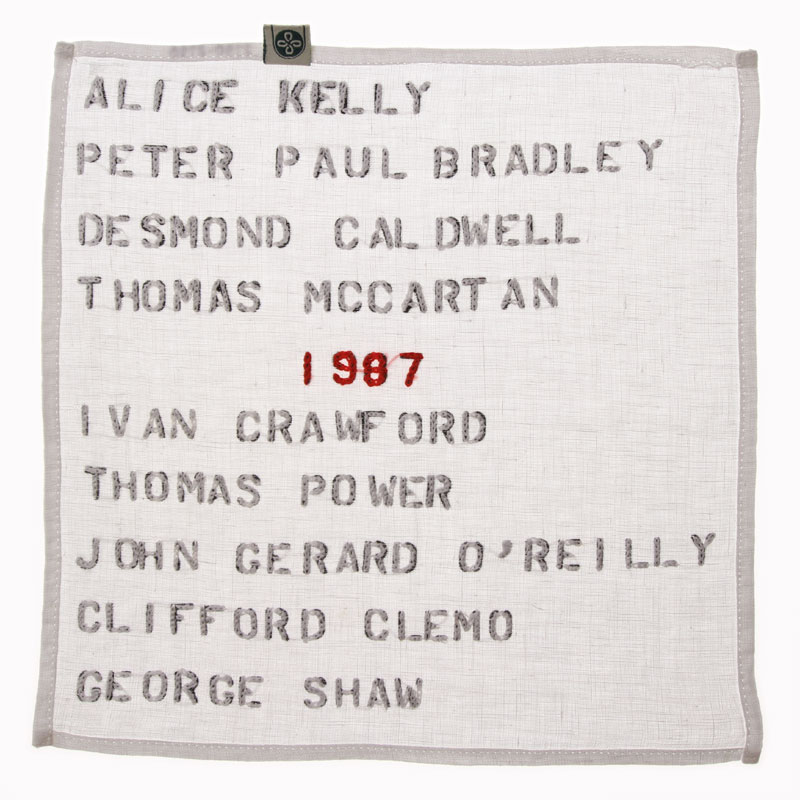 ALICE KELLY
PETER PAUL BRADLEY
DESMOND CALDWELL
THOMAS MCCARTAN
1987
IVAN CRAWFORD
THOMAS POWER
JOHN GERARD O'REILLY
CLIFFORD CLEMO
GEORGE SHAW